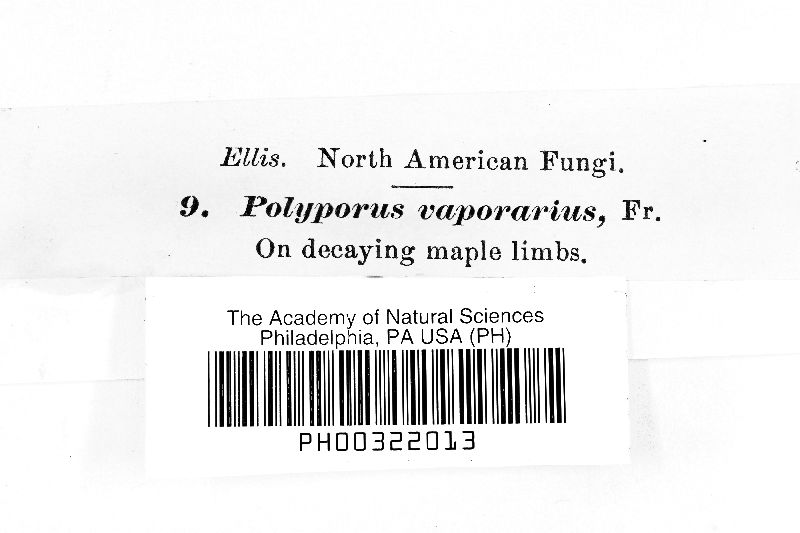 Ellis. North American Fungi.
9. Polyporus vaporarius, Fr.
On decaying maple limbs.
The Academy of Natural Sciences
Philadelphia, PA USA (PH)
PH00322013